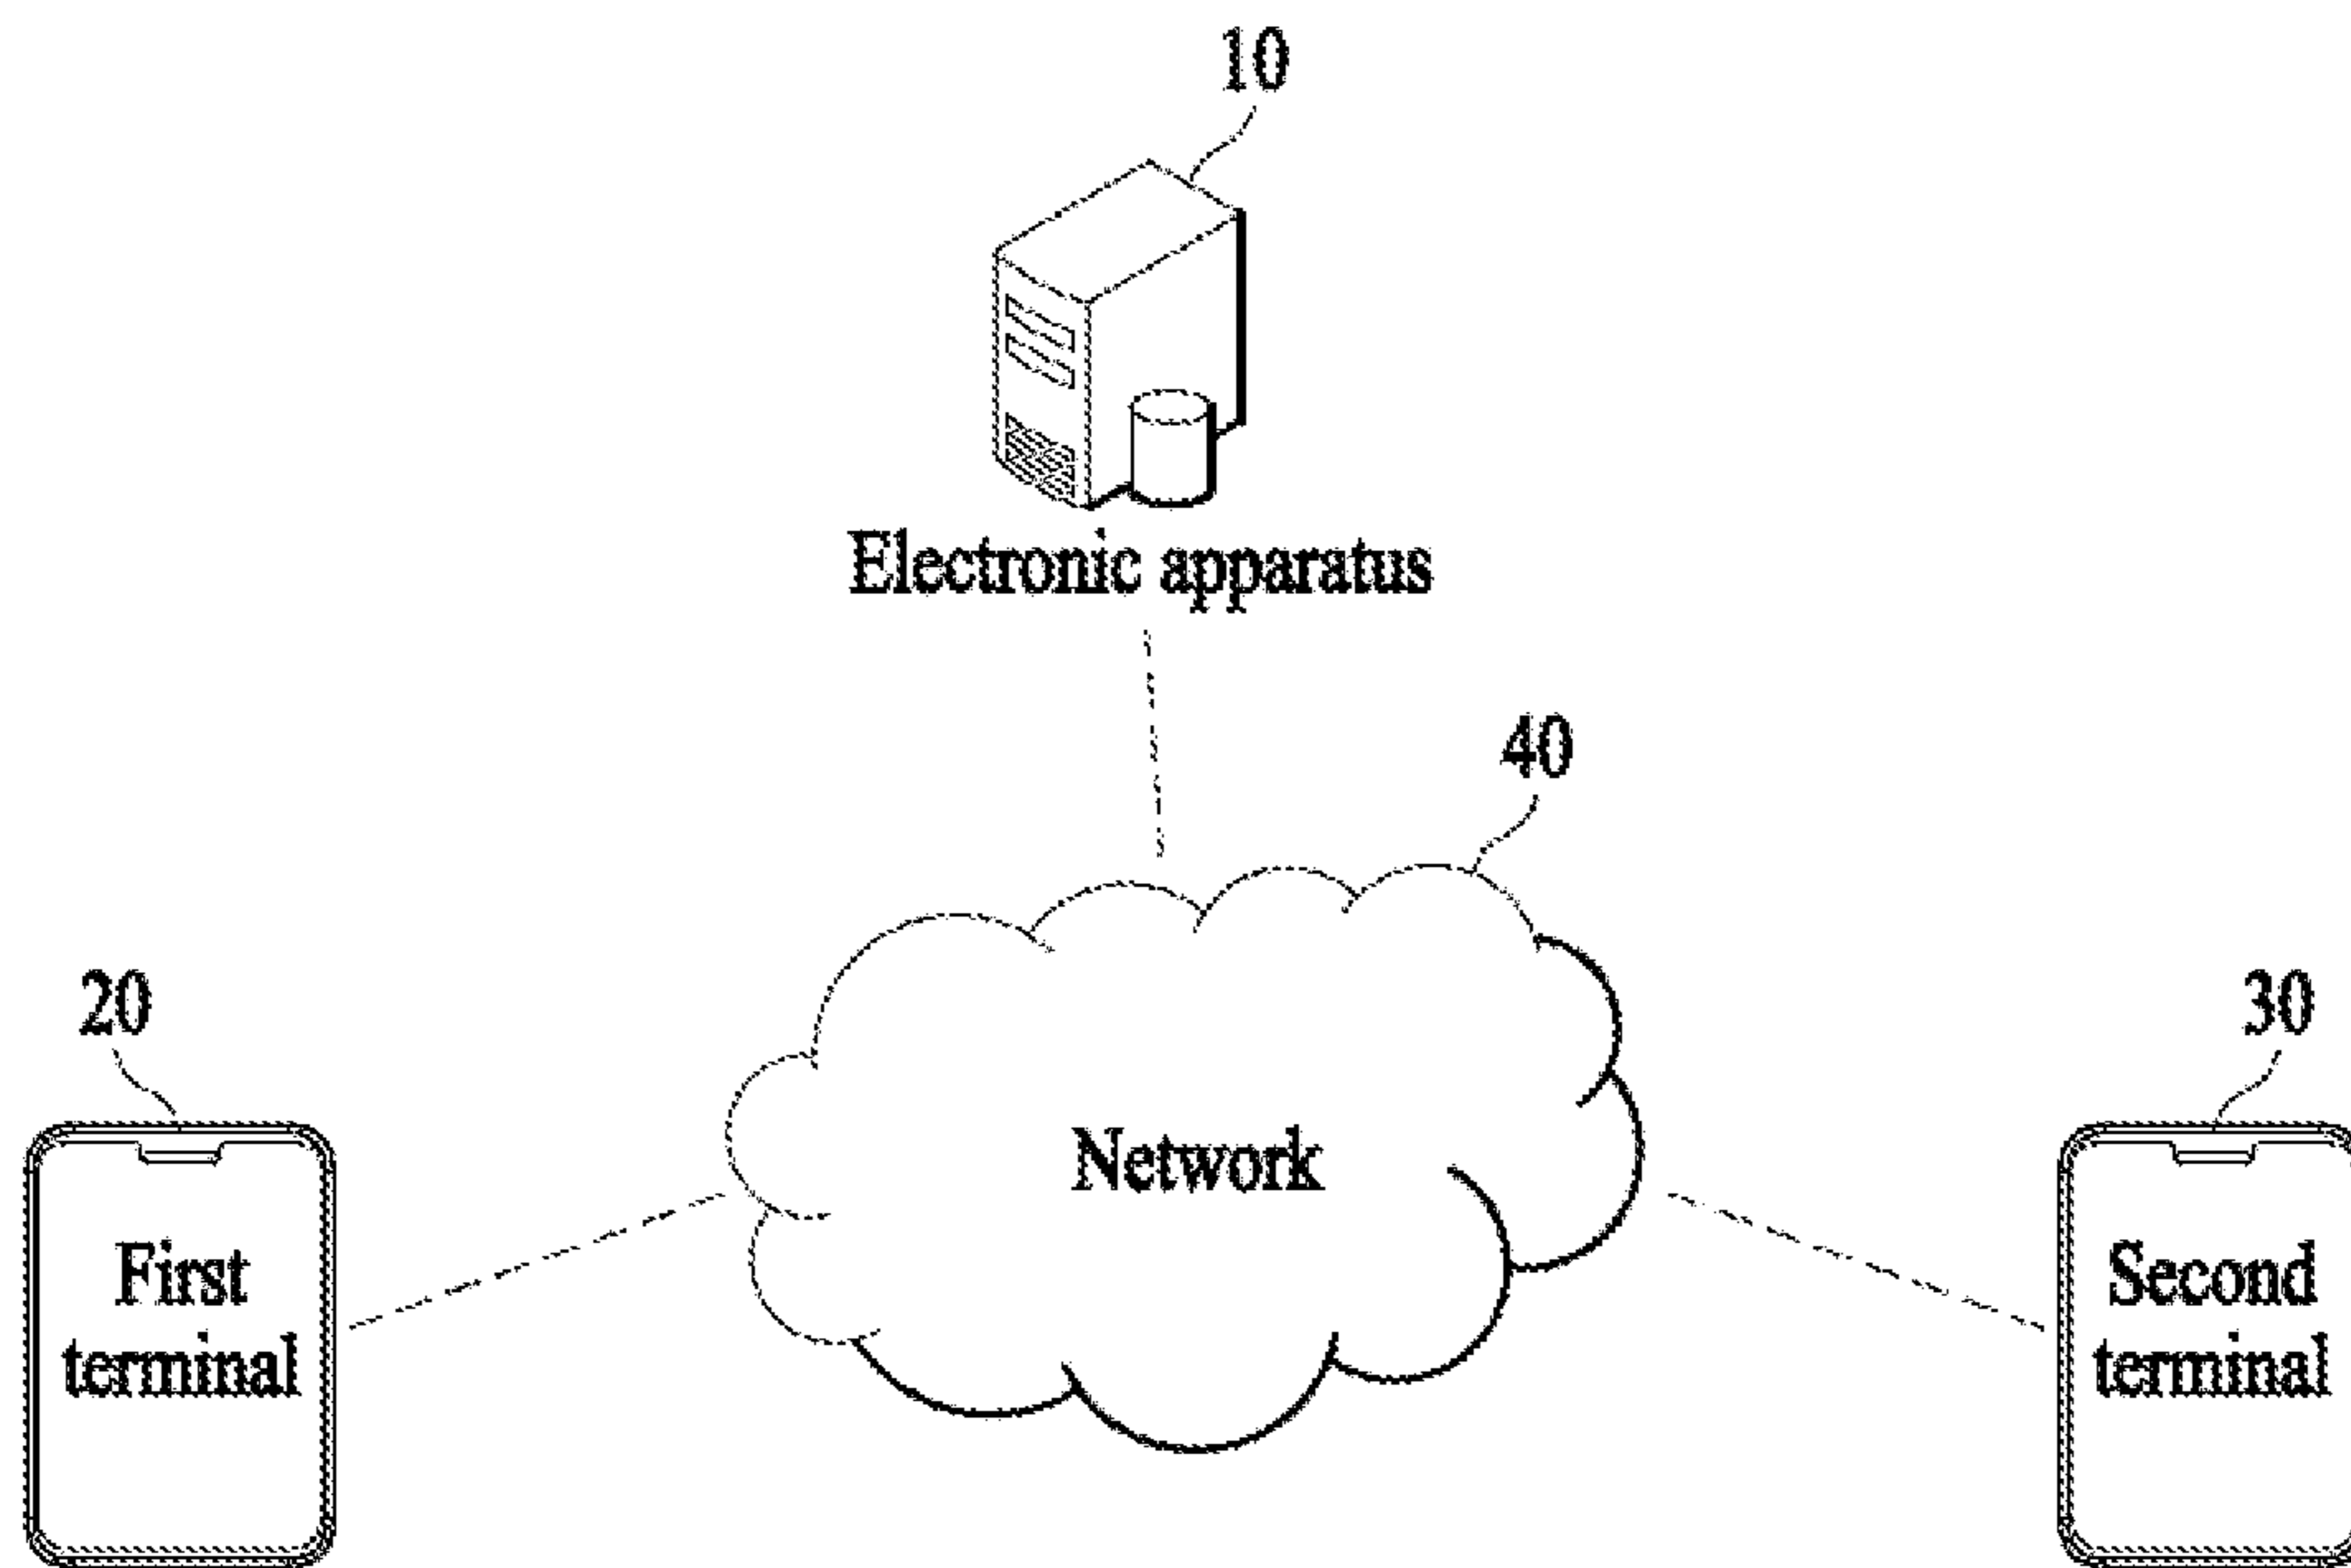 10
Electronic apparatus
40
20
30
Network
First
terminal
Second
terminal